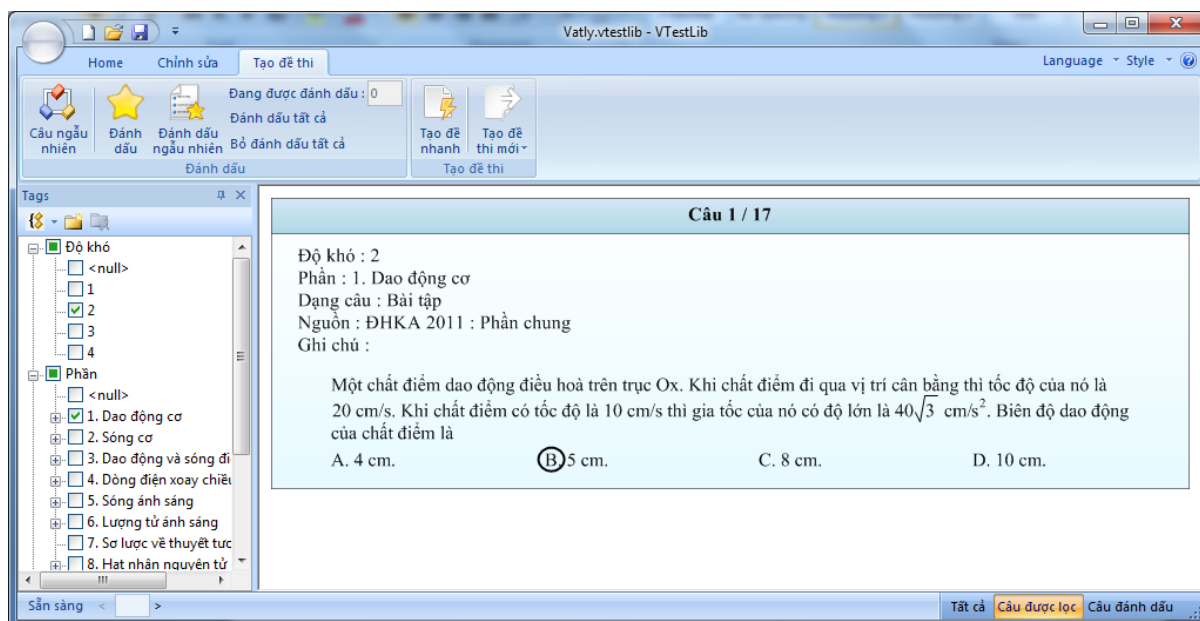 Vatly.vtestlib - VTestLib
Home Chỉnh sửa Tạo đề thi Language Style
Câu ngẫu nhiên
Đánh dấu
Đánh dấu ngẫu nhiên
Đang được đánh dấu : 0
Đánh dấu tất cả
Bỏ đánh dấu tất cả
Đánh dấu
Tạo đề nhanh
Tạo đề thi mới
Tạo đề thi
Tags
Độ khó
<null>
1
2
3
4
Phần
<null>
1. Dao động cơ
2. Sóng cơ
3. Dao động và sóng đi
4. Dòng điện xoay chiều
5. Sóng ánh sáng
6. Lượng tử ánh sáng
7. Sơ lược về thuyết tươ
8. Hạt nhân nguyên tử
Câu 1 / 17
Độ khó : 2
Phần : 1. Dao động cơ
Dạng câu : Bài tập
Nguồn : ĐHKA 2011 : Phần chung
Ghi chú :
Một chất điểm dao động điều hoà trên trục Ox. Khi chất điểm đi qua vị trí cân bằng thì tốc độ của nó là
20 cm/s. Khi chất điểm có tốc độ là 10 cm/s thì gia tốc của nó có độ lớn là 40√3 cm/s². Biên độ dao động
của chất điểm là
A. 4 cm. B. 5 cm. C. 8 cm. D. 10 cm.
Sẵn sàng < > Tất cả Câu được lọc Câu đánh dấu